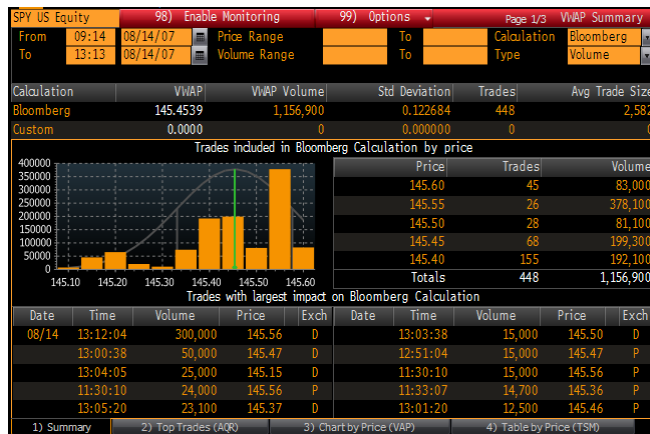 SPY US Equity 98) Enable Monitoring 99) Options Page 1/3 VWAP Summary
From 09:14 08/14/07 Price Range To Calculation Bloomberg
To 13:13 08/14/07 Volume Range To Type Volume
Calculation VWAP VWAP Volume Std Deviation Trades Avg Trade Size
Bloomberg 145.4539 1,156,900 0.122684 448 2,582
Custom 0.0000 0 0.000000 0 0
Trades included in Bloomberg Calculation by price
400000
350000
300000
250000
200000
150000
100000
50000
0
145.10 145.20 145.30 145.40 145.50 145.60
Price Trades Volume
145.60 45 83,000
145.55 26 378,100
145.50 28 81,100
145.45 68 199,300
145.40 155 192,100
Totals 448 1,156,900
Trades with largest impact on Bloomberg Calculation
Date Time Volume Price Exch Date Time Volume Price Exch
08/14 13:12:04 300,000 145.56 D 13:03:38 15,000 145.50 D
13:00:38 50,000 145.47 D 12:51:04 15,000 145.47 P
13:04:05 25,000 145.15 D 11:30:10 15,000 145.56 P
11:30:10 24,000 145.56 P 11:33:07 14,700 145.36 P
13:05:20 23,100 145.37 D 13:01:20 12,500 145.46 P
1) Summary 2) Top Trades (AQR) 3) Chart by Price (VAP) 4) Table by Price (TSM)